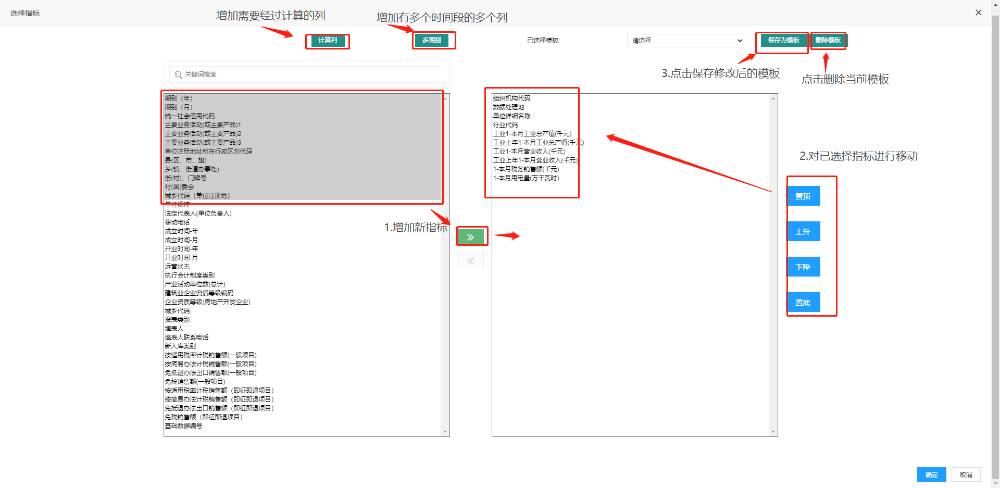 选择指标
增加需要经过计算的列
增加有多个时间段的多个列
计算列
多期别
已选择模板:
请选择
保存为模板
删除模板
3.点击保存修改后的模板
点击删除当前模板
关键词搜索
期别（年）
期别（月）
统一社会信用代码
主要业务活动(或主要产品)1
主要业务活动(或主要产品)2
主要业务活动(或主要产品)3
单位注册地址所在行政区划代码
县(区、市、旗)
乡(镇、街道办事处)
街(村)、门牌号
村(居)委会
城乡代码（单位注册地）
单位规模
法定代表人(单位负责人)
移动电话
成立时间-年
成立时间-月
开业时间-年
开业时间-月
运营状态
执行会计制度类别
产业活动单位数(总计)
建筑业企业资质等级编码
企业资质等级(房地产开发企业)
城乡代码
报表类别
填表人
填表人联系电话
新入库类别
按适用税率计税销售额(一般项目)
按简易办法计税销售额(一般项目)
免抵退办法出口销售额(一般项目)
免税销售额(一般项目)
按适用税率计税销售额（即征即退项目）
按简易办法计税销售额（即征即退项目）
免抵退办法出口销售额（即征即退项目）
免税销售额（即征即退项目）
基础数据编号
1.增加新指标
组织机构代码
数据处理地
单位详细名称
行业代码
工业1-本月工业总产值(千元)
工业上年1-本月工业总产值(千元)
工业1-本月营业收入(千元)
工业上年1-本月营业收入(千元)
1-本月税务销售额(千元)
1-本月用电量(万千瓦时)
2.对已选择指标进行移动
置顶
上升
下降
置底
确定
取消